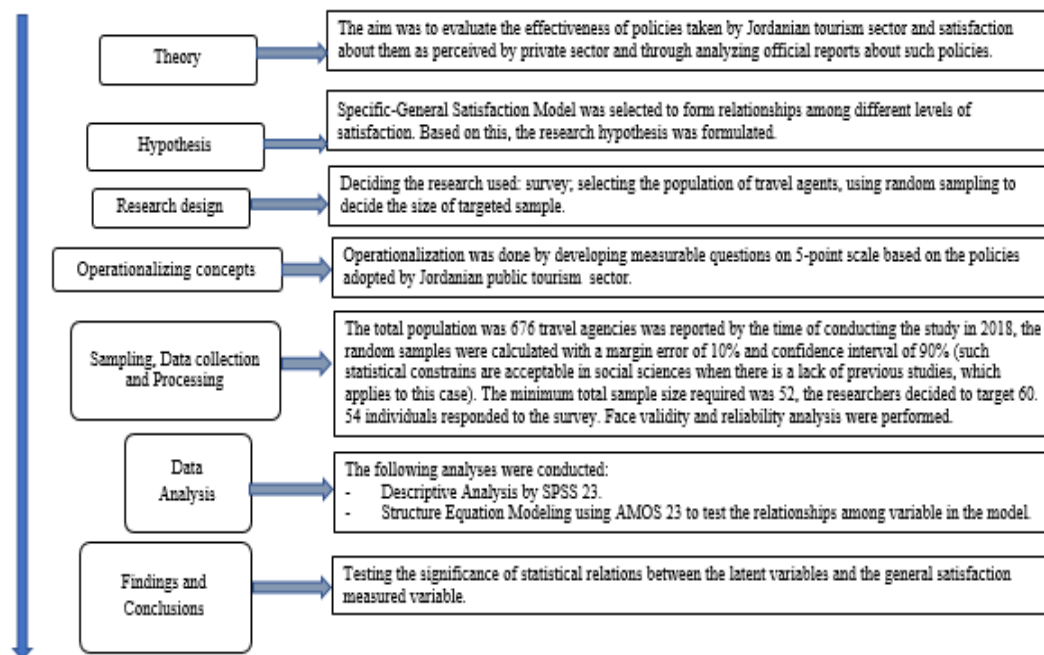 Theory
The aim was to evaluate the effectiveness of policies taken by Jordanian tourism sector and satisfaction
about them as perceived by private sector and through analyzing official reports about such policies.
Hypothesis
Specific-General Satisfaction Model was selected to form relationships among different levels of
satisfaction. Based on this, the research hypothesis was formulated.
Research design
Deciding the research used: survey; selecting the population of travel agents, using random sampling to
decide the size of targeted sample.
Operationalizing concepts
Operationalization was done by developing measurable questions on 5-point scale based on the policies
adopted by Jordanian public tourism sector.
Sampling, Data collection
and Processing
The total population was 676 travel agencies was reported by the time of conducting the study in 2018, the
random samples were calculated with a margin error of 10% and confidence interval of 90% (such
statistical constrains are acceptable in social sciences when there is a lack of previous studies, which
applies to this case). The minimum total sample size required was 52, the researchers decided to target 60.
54 individuals responded to the survey. Face validity and reliability analysis were performed.
Data
Analysis
The following analyses were conducted:
- Descriptive Analysis by SPSS 23.
- Structure Equation Modeling using AMOS 23 to test the relationships among variable in the model.
Findings and
Conclusions
Testing the significance of statistical relations between the latent variables and the general satisfaction
measured variable.